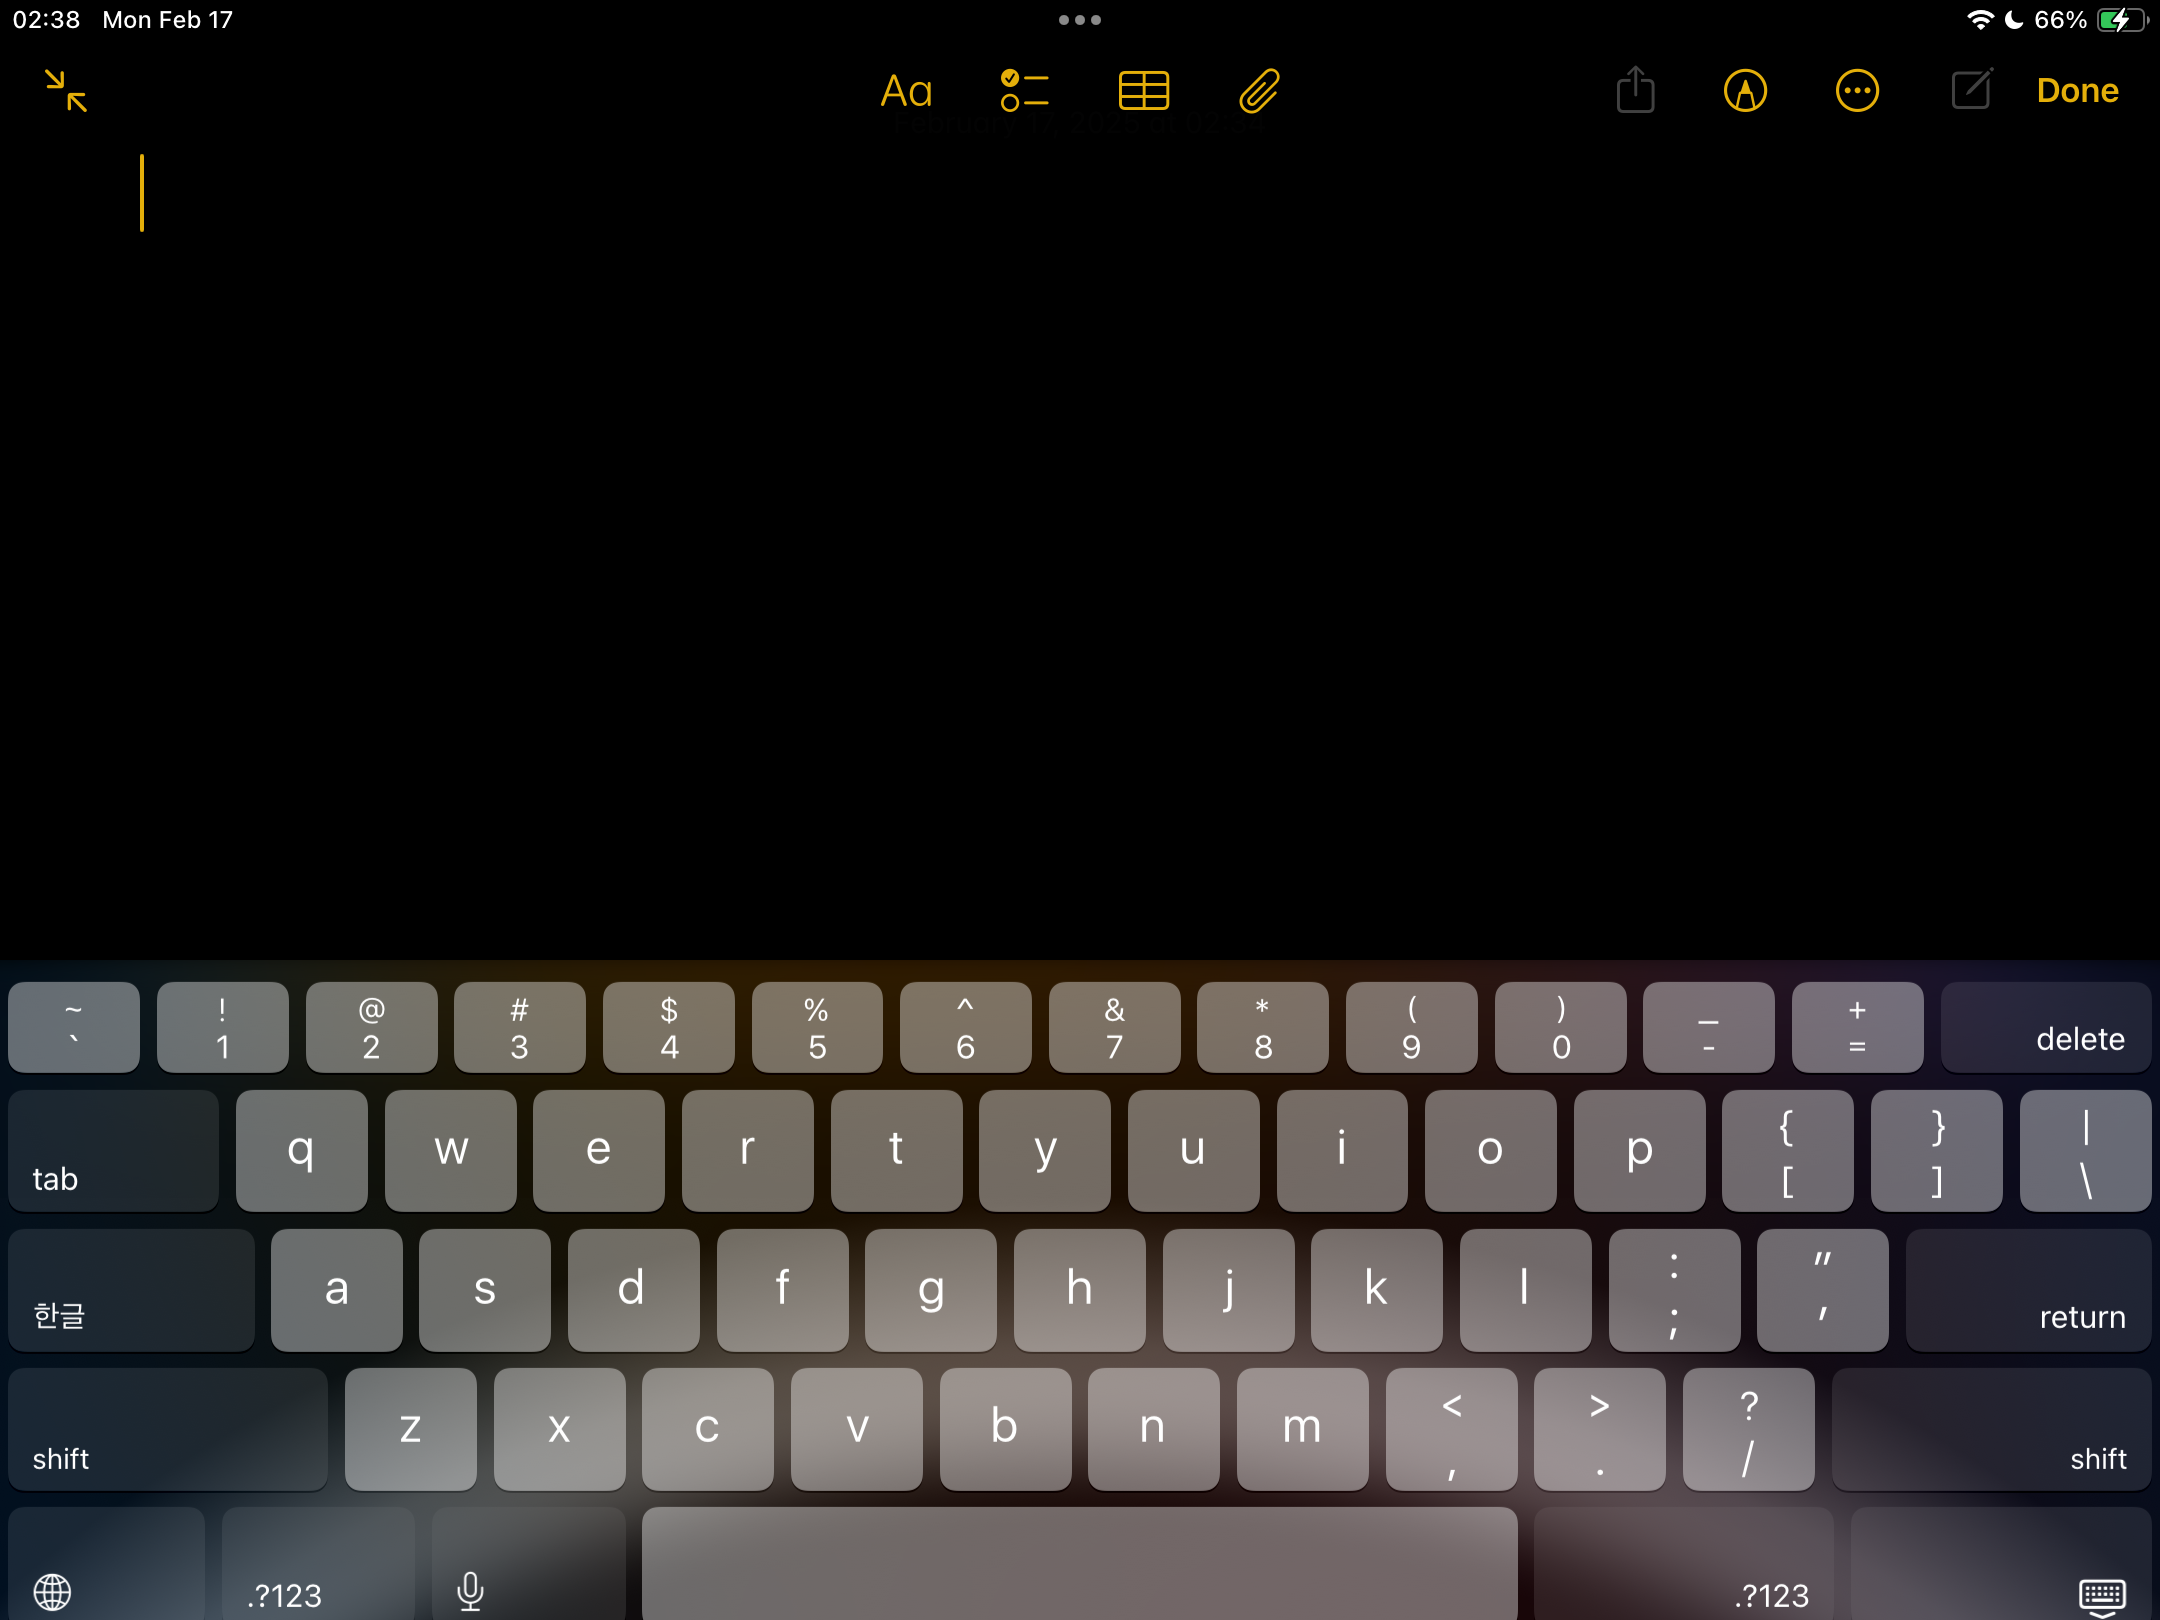 02:38 Mon Feb 17 66%
Aa Done
~ ! @ # $ % ^ & * ( ) _ +
` 1 2 3 4 5 6 7 8 9 0 - = delete
{ } |
tab q w e r t y u i o p [ ] \
: "
한글 a s d f g h j k l ; ' return
< > ?
shift z x c v b n m , . / shift
.?123 .?123